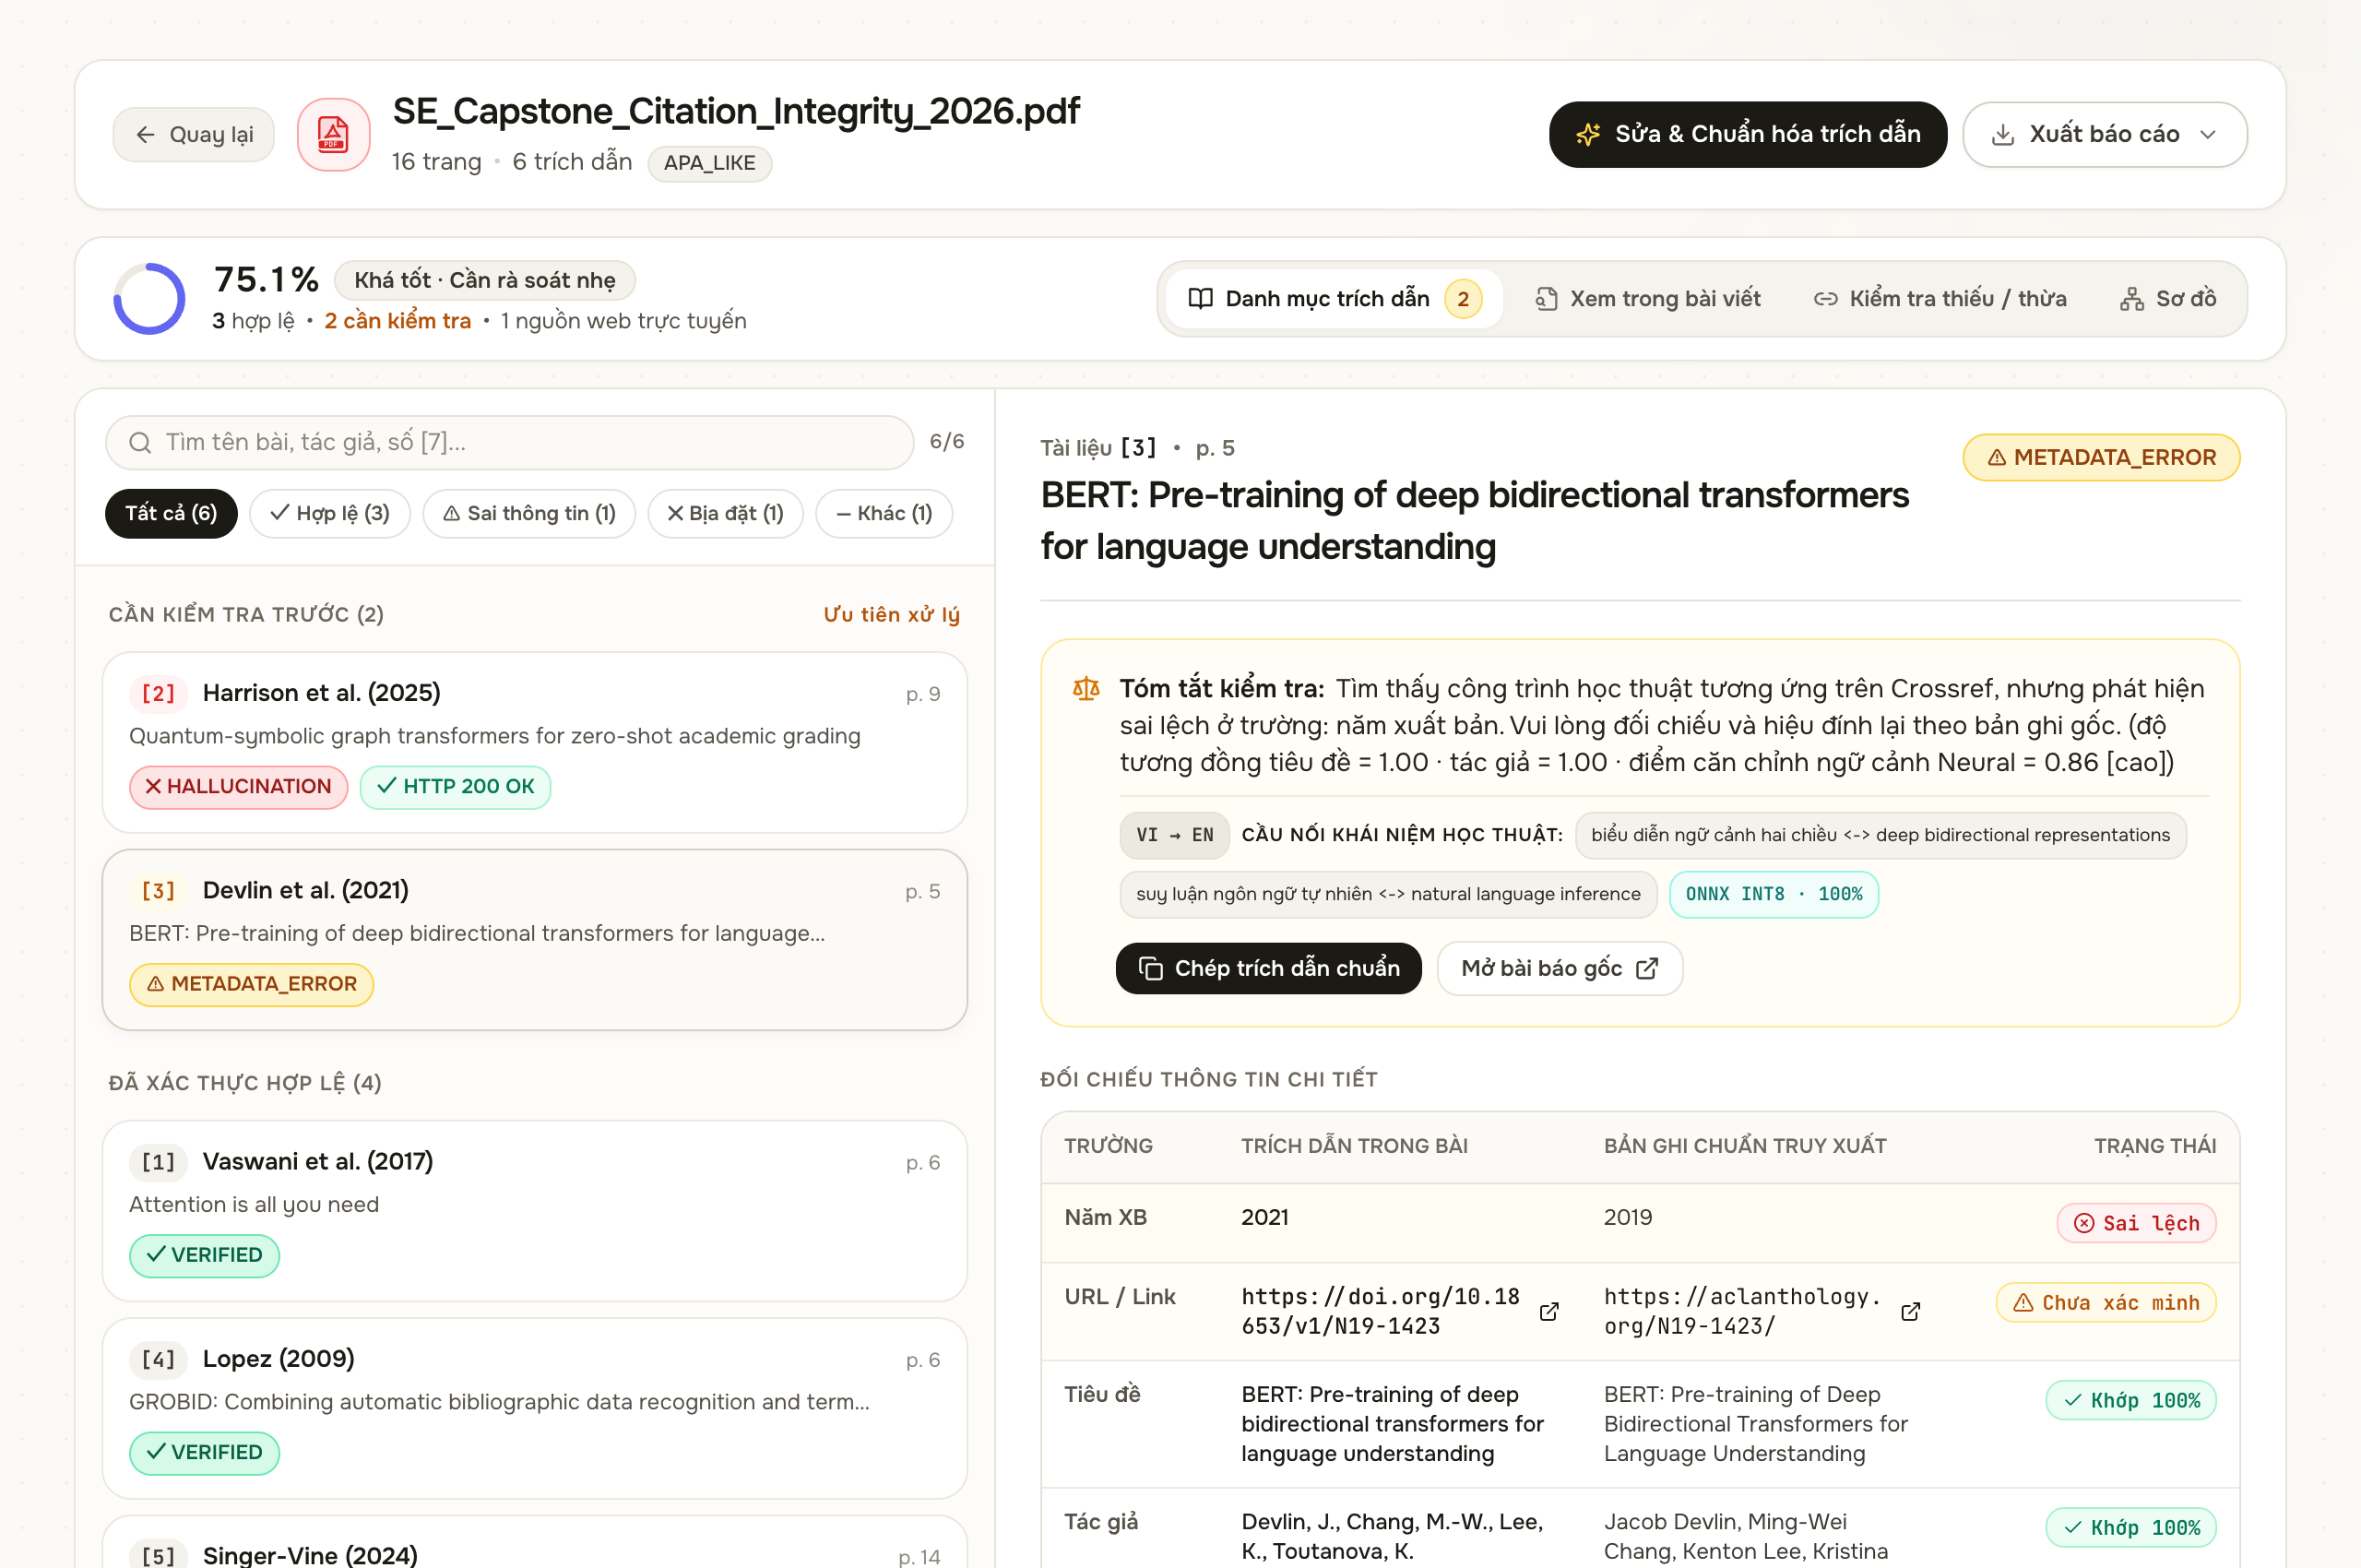 Quay lại
PDF
SE_Capstone_Citation_Integrity_2026.pdf
16 trang • 6 trích dẫn APA_LIKE
Sửa & Chuẩn hóa trích dẫn
Xuất báo cáo
75.1% Khá tốt · Cần rà soát nhẹ
3 hợp lệ • 2 cần kiểm tra • 1 nguồn web trực tuyến
Danh mục trích dẫn 2
Xem trong bài viết
Kiểm tra thiếu / thừa
Sơ đồ
Tìm tên bài, tác giả, số [7]...
6/6
Tất cả (6)
Hợp lệ (3)
Sai thông tin (1)
Bịa đặt (1)
Khác (1)
CẦN KIỂM TRA TRƯỚC (2)
Ưu tiên xử lý
[2] Harrison et al. (2025) p. 9
Quantum-symbolic graph transformers for zero-shot academic grading
HALLUCINATION
HTTP 200 OK
[3] Devlin et al. (2021) p. 5
BERT: Pre-training of deep bidirectional transformers for language...
METADATA_ERROR
ĐÃ XÁC THỰC HỢP LỆ (4)
[1] Vaswani et al. (2017) p. 6
Attention is all you need
VERIFIED
[4] Lopez (2009) p. 6
GROBID: Combining automatic bibliographic data recognition and term...
VERIFIED
[5] Singer-Vine (2024) p. 14
Tài liệu [3] • p. 5
METADATA_ERROR
BERT: Pre-training of deep bidirectional transformers
for language understanding
Tóm tắt kiểm tra: Tìm thấy công trình học thuật tương ứng trên Crossref, nhưng phát hiện
sai lệch ở trường: năm xuất bản. Vui lòng đối chiếu và hiệu đính lại theo bản ghi gốc. (độ
tương đồng tiêu đề = 1.00 · tác giả = 1.00 · điểm căn chỉnh ngữ cảnh Neural = 0.86 [cao])
VI → EN CẦU NỐI KHÁI NIỆM HỌC THUẬT: biểu diễn ngữ cảnh hai chiều <-> deep bidirectional representations
suy luận ngôn ngữ tự nhiên <-> natural language inference ONNX INT8 · 100%
Chép trích dẫn chuẩn
Mở bài báo gốc
ĐỐI CHIẾU THÔNG TIN CHI TIẾT
TRƯỜNG TRÍCH DẪN TRONG BÀI BẢN GHI CHUẨN TRUY XUẤT TRẠNG THÁI
Năm XB 2021 2019 Sai lệch
URL / Link
https://doi.org/10.18
653/v1/N19-1423
https://aclanthology.
org/N19-1423/
Chưa xác minh
Tiêu đề
BERT: Pre-training of deep
bidirectional transformers for
language understanding
BERT: Pre-training of Deep
Bidirectional Transformers for
Language Understanding
Khớp 100%
Tác giả
Devlin, J., Chang, M.-W., Lee,
K., Toutanova, K.
Jacob Devlin, Ming-Wei
Chang, Kenton Lee, Kristina
Khớp 100%